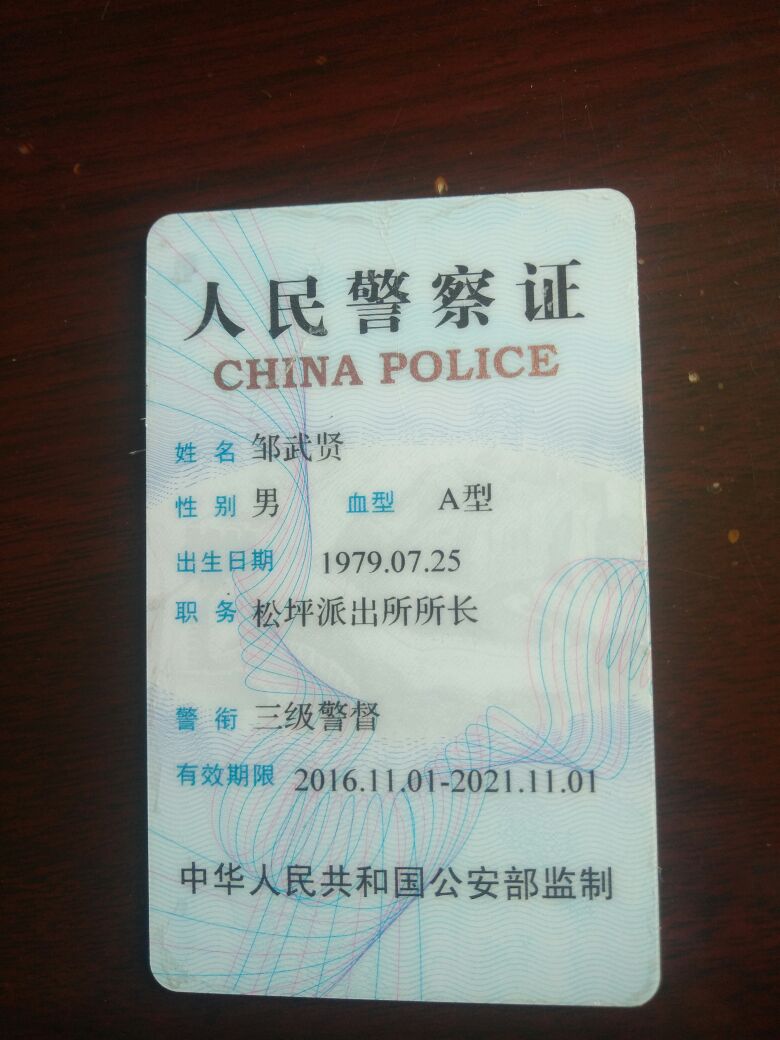 人民警察证
CHINA POLICE
姓 名 邹武贤
性 别 男 血型 A型
出生日期 1979.07.25
职 务 松坪派出所所长
警 衔 三级警督
有效期限 2016.11.01-2021.11.01
中华人民共和国公安部监制